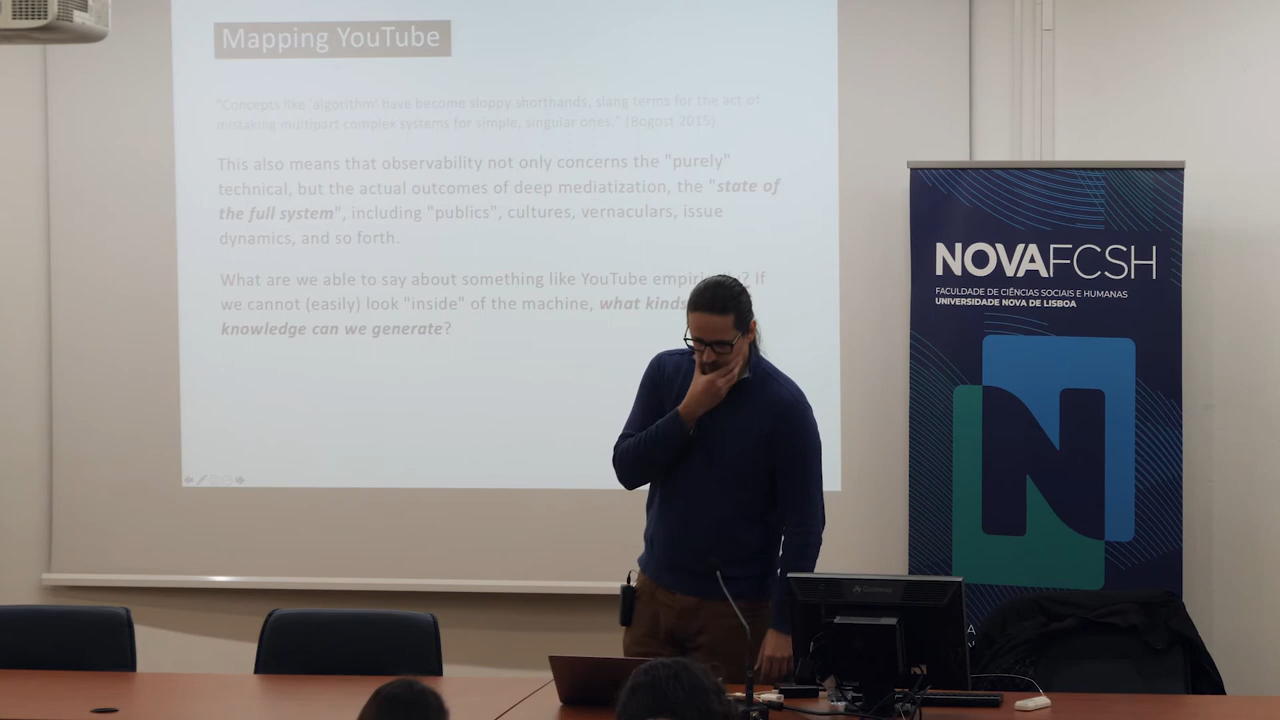 Mapping YouTube
"Concepts like 'algorithm' have become sloppy shorthands, slang terms for the act of
mistaking multipart complex systems for simple, singular ones." (Bogost 2015)
This also means that observability not only concerns the "purely"
technical, but the actual outcomes of deep mediatization, the "state of
the full system", including "publics", cultures, vernaculars, issue
dynamics, and so forth.
What are we able to say about something like YouTube empirically? If
we cannot (easily) look "inside" of the machine, what kinds
knowledge can we generate?
NOVAFCSH
FACULDADE DE CIÊNCIAS SOCIAIS E HUMANAS
UNIVERSIDADE NOVA DE LISBOA